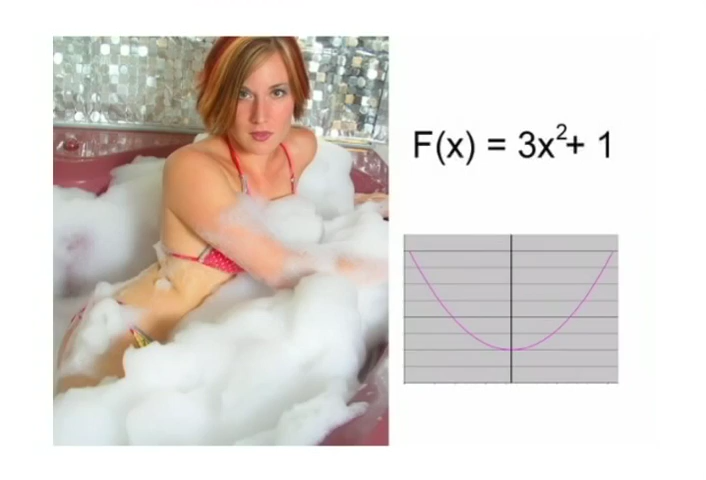 F(x) = 3x²+ 1